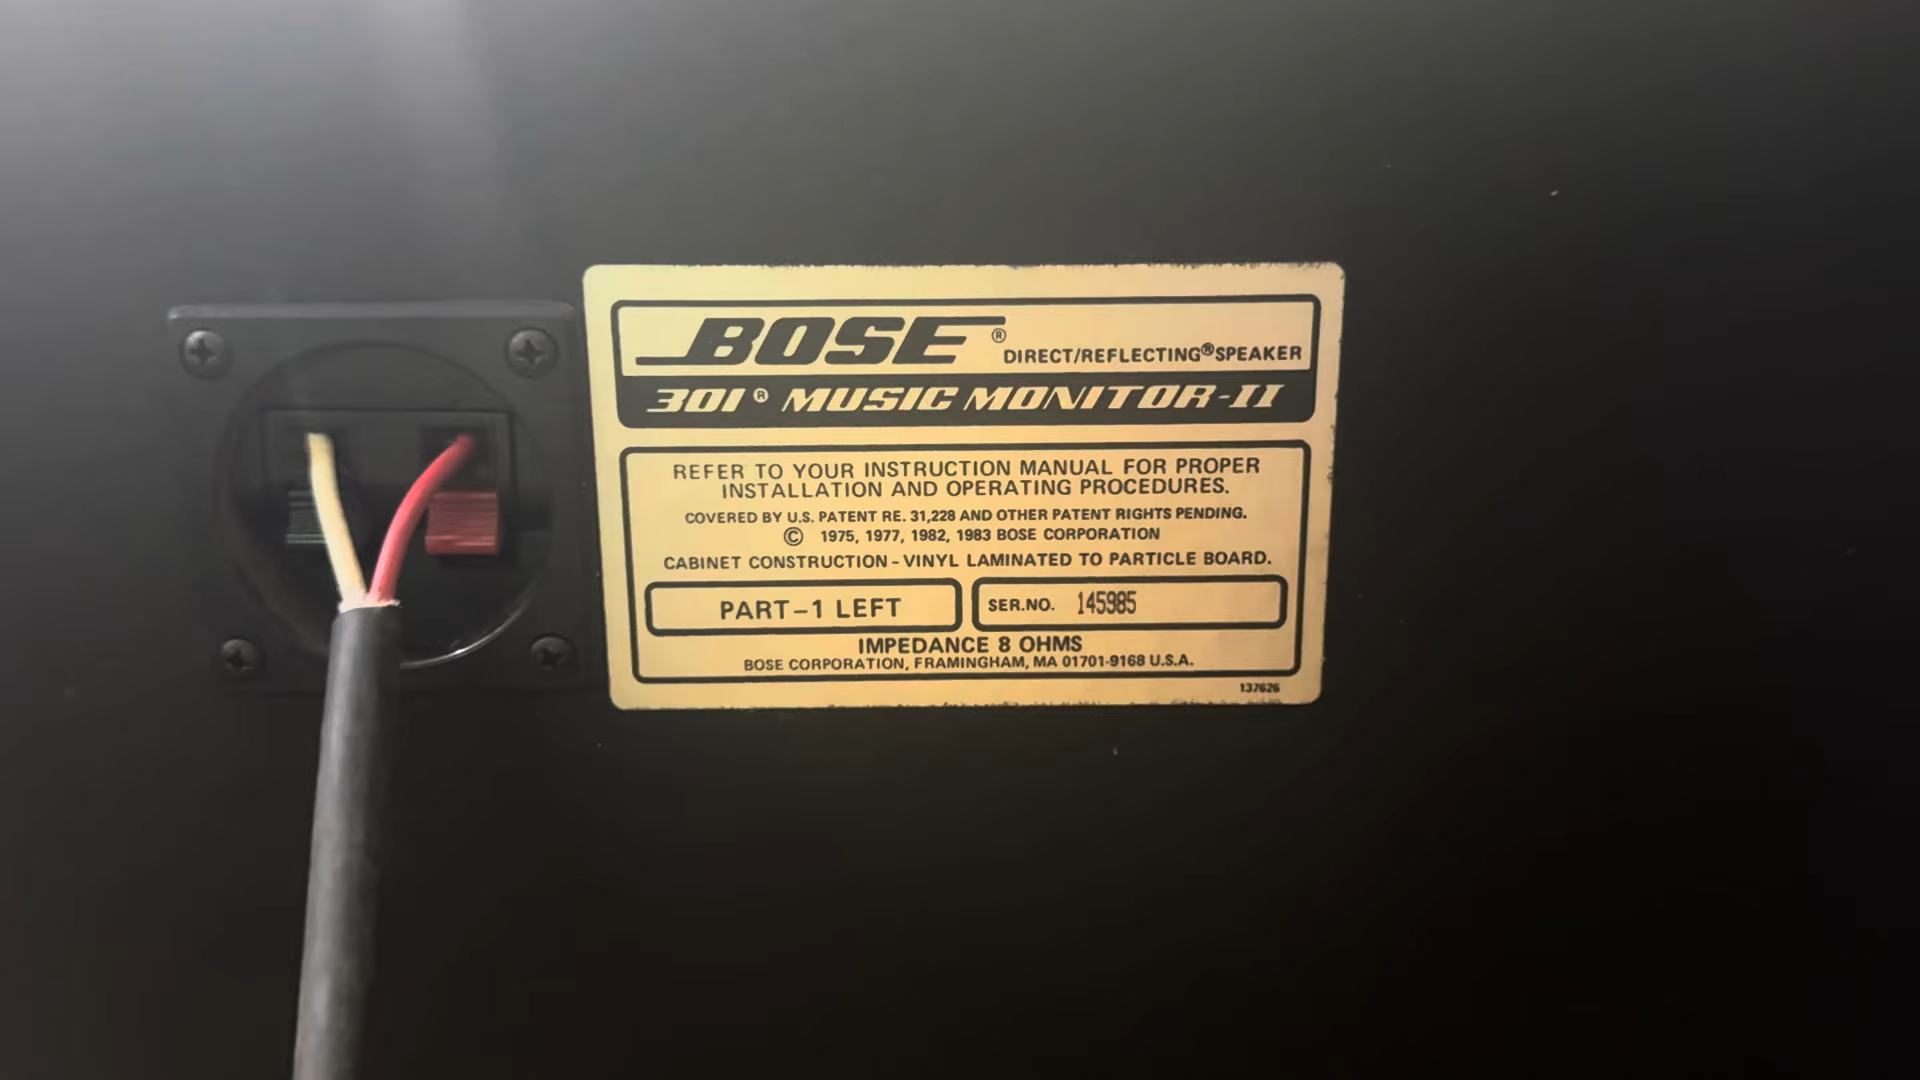 BOSE® DIRECT/REFLECTING® SPEAKER
301® MUSIC MONITOR-II
REFER TO YOUR INSTRUCTION MANUAL FOR PROPER
INSTALLATION AND OPERATING PROCEDURES.
COVERED BY U.S. PATENT RE. 31,228 AND OTHER PATENT RIGHTS PENDING.
© 1975, 1977, 1982, 1983 BOSE CORPORATION
CABINET CONSTRUCTION - VINYL LAMINATED TO PARTICLE BOARD.
PART-1 LEFT SER.NO. 145985
IMPEDANCE 8 OHMS
BOSE CORPORATION, FRAMINGHAM, MA 01701-9168 U.S.A.
137626